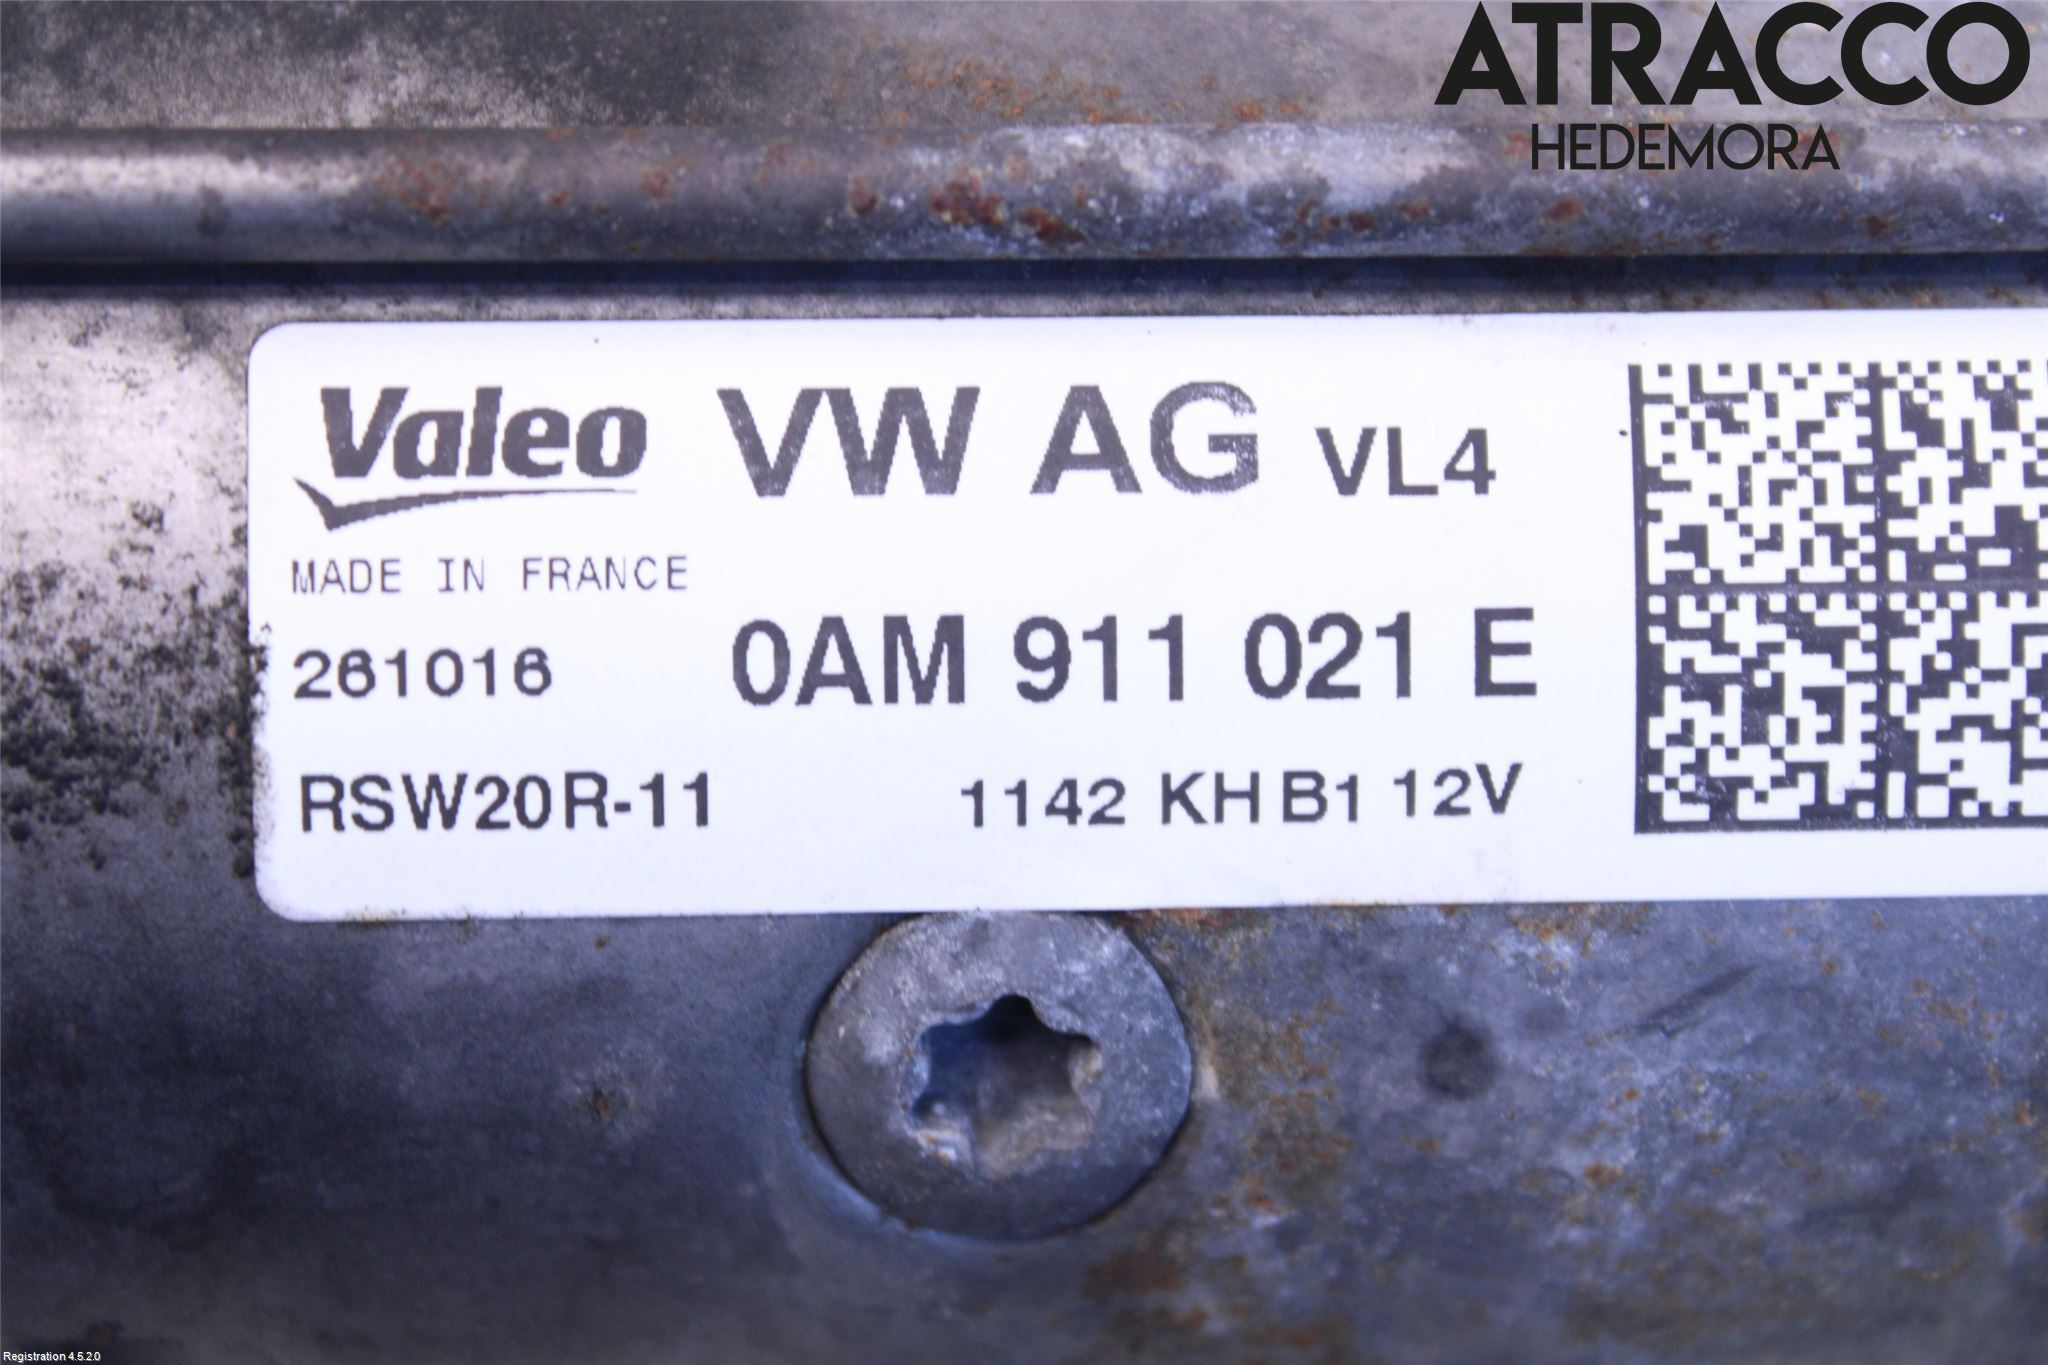 ATRACCO
HEDEMORA
Valeo VW AG VL4
MADE IN FRANCE
261016 0AM 911 021 E
RSW20R-11 1142 KH B1 12V
Registration 4.5.2.0